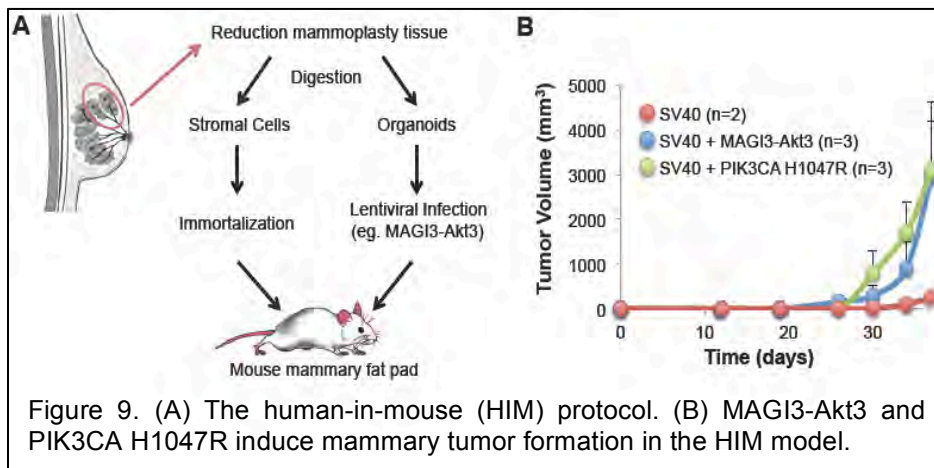 A
Reduction mammoplasty tissue
Digestion
Stromal Cells
Organoids
Immortalization
Lentiviral Infection
(eg. MAGI3-Akt3)
Mouse mammary fat pad
B
Tumor Volume (mm³)
5000
4000
3000
2000
1000
0
SV40 (n=2)
SV40 + MAGI3-Akt3 (n=3)
SV40 + PIK3CA H1047R (n=3)
0
10
20
30
Time (days)
Figure 9. (A) The human-in-mouse (HIM) protocol. (B) MAGI3-Akt3 and
PIK3CA H1047R induce mammary tumor formation in the HIM model.